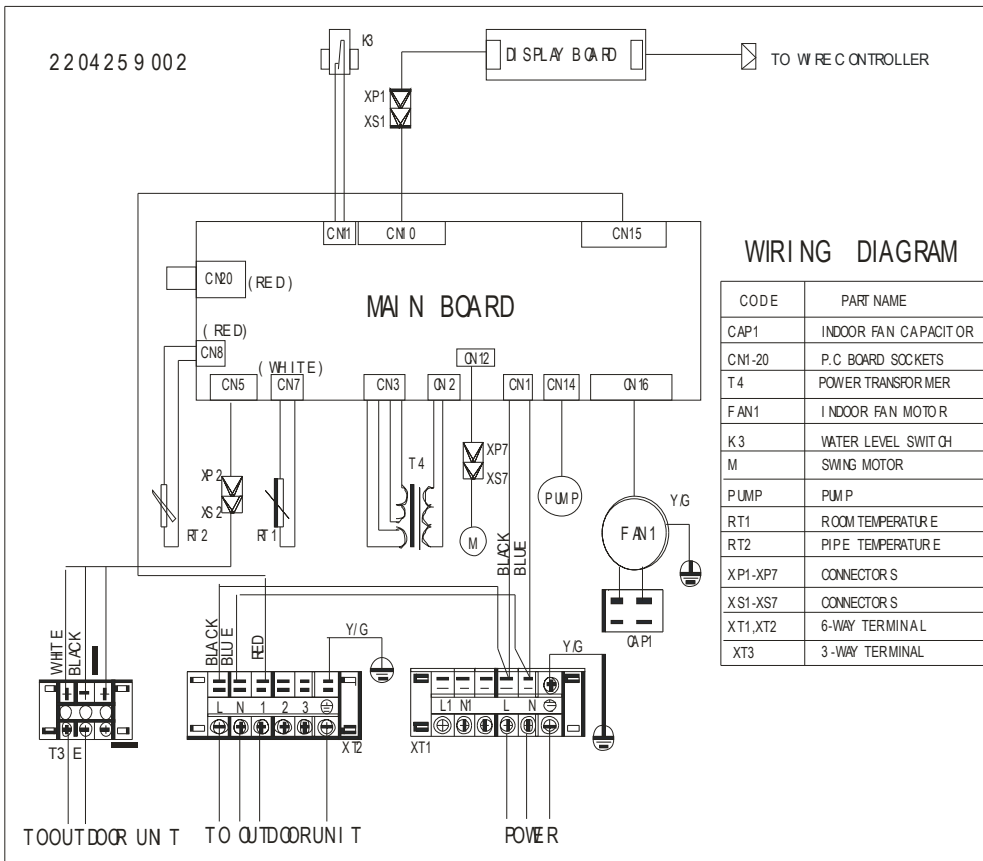 2204259002
K3
DISPLAY BOARD
TO WIRE CONTROLLER
XP1
XS1
CN11
CN10
CN15
CN20
(RED)
MAIN BOARD
(RED)
CN8
CN12
(WHITE)
CN5
CN7
CN3
CN2
CN1
CN14
CN16
XP2
XS2
RT2
RT1
T4
XP7
XS7
M
PUMP
BLACK
BLUE
FAN1
Y/G
CAP1
WHITE
BLACK
BLACK
BLUE
RED
Y/G
Y/G
L N 1 2 3
XT2
L1 N1 L N
XT1
T3 E
TO OUTDOOR UNIT
TO OUTDOOR UNIT
POWER
WIRING DIAGRAM
CODE PART NAME
CAP1 INDOOR FAN CAPACITOR
CN1-20 P.C BOARD SOCKETS
T4 POWER TRANSFORMER
FAN1 INDOOR FAN MOTOR
K3 WATER LEVEL SWITCH
M SWING MOTOR
PUMP PUMP
RT1 ROOM TEMPERATURE
RT2 PIPE TEMPERATURE
XP1-XP7 CONNECTORS
XS1-XS7 CONNECTORS
XT1,XT2 6-WAY TERMINAL
XT3 3-WAY TERMINAL